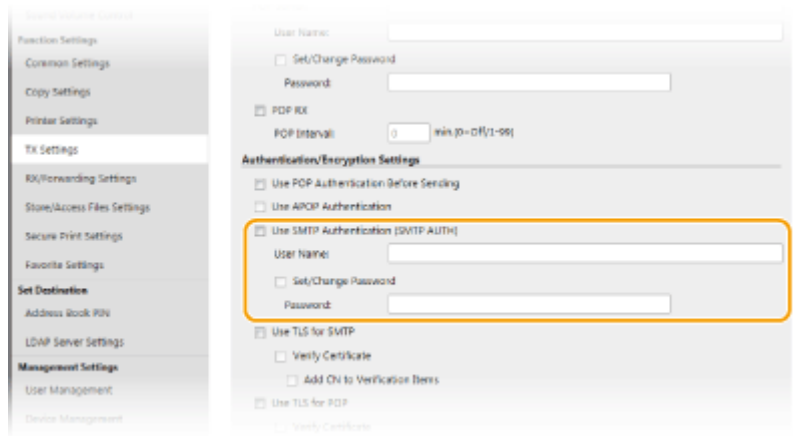 Function Settings
Common Settings
Copy Settings
Printer Settings
TX Settings
RX/Forwarding Settings
Store/Access Files Settings
Secure Print Settings
Favorite Settings
Set Destination
Address Book PIN
LDAP Server Settings
Management Settings
User Management
Device Management
User Name:
Set/Change Password
Password:
POP RX
POP Interval:
0
min.(0=Off/1-99)
Authentication/Encryption Settings
Use POP Authentication Before Sending
Use APOP Authentication
Use SMTP Authentication (SMTP AUTH)
User Name:
Set/Change Password
Password:
Use TLS for SMTP
Verify Certificate
Add CN to Verification Items
Use TLS for POP
Verify Certificate